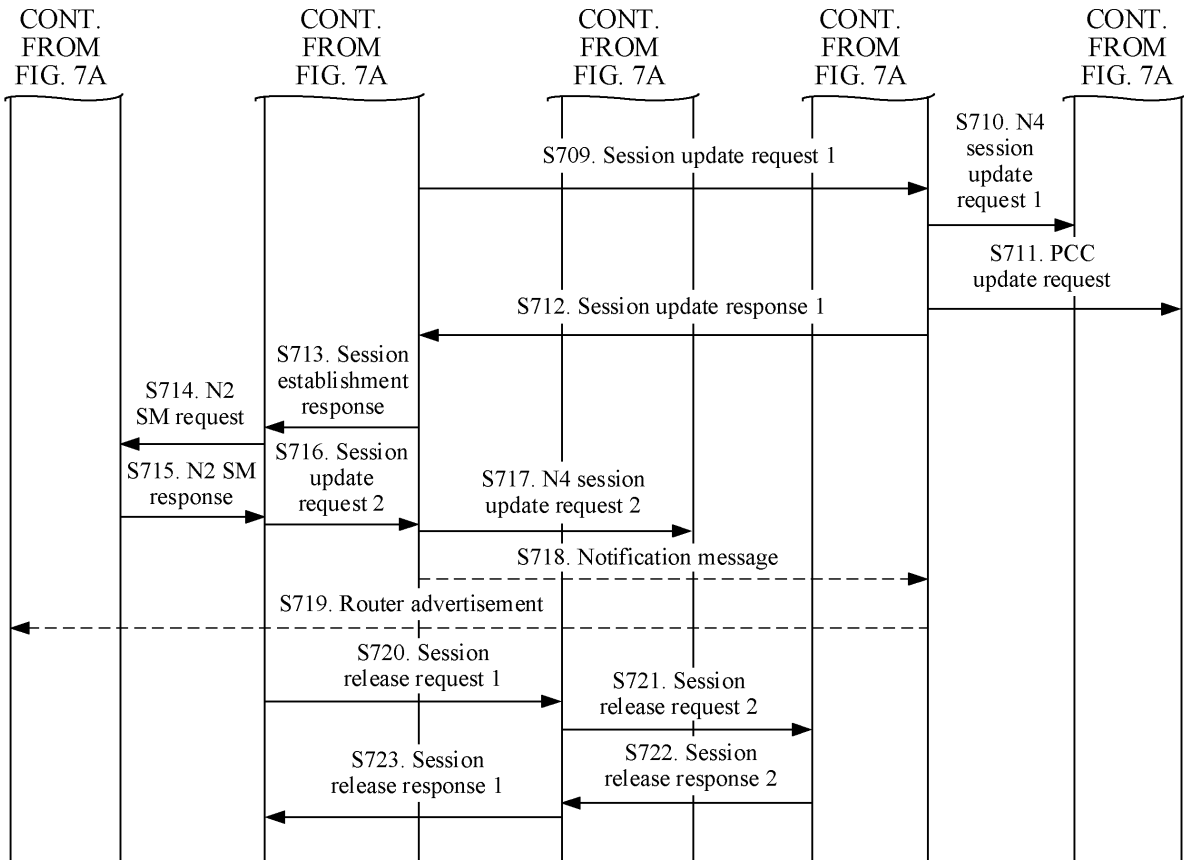 CONT.
FROM
FIG. 7A
CONT.
FROM
FIG. 7A
CONT.
FROM
FIG. 7A
CONT.
FROM
FIG. 7A
CONT.
FROM
FIG. 7A
S709. Session update request 1
S710. N4
session
update
request 1
S711. PCC
update request
S712. Session update response 1
S713. Session
establishment
response
S714. N2
SM request
S715. N2 SM
response
S716. Session
update
request 2
S717. N4 session
update request 2
S718. Notification message
S719. Router advertisement
S720. Session
release request 1
S721. Session
release request 2
S722. Session
release response 2
S723. Session
release response 1